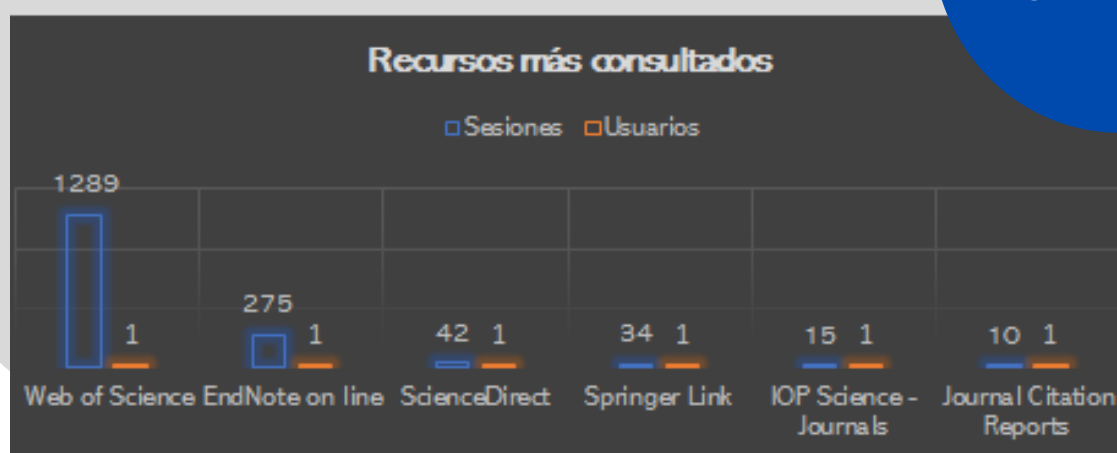 Recursos más consultados
Sesiones Usuarios
1289
1
275
1
42 1
34 1
15 1
10 1
Web of Science
EndNote on line
ScienceDirect
Springer Link
IOP Science -
Journals
Journal Citation
Reports